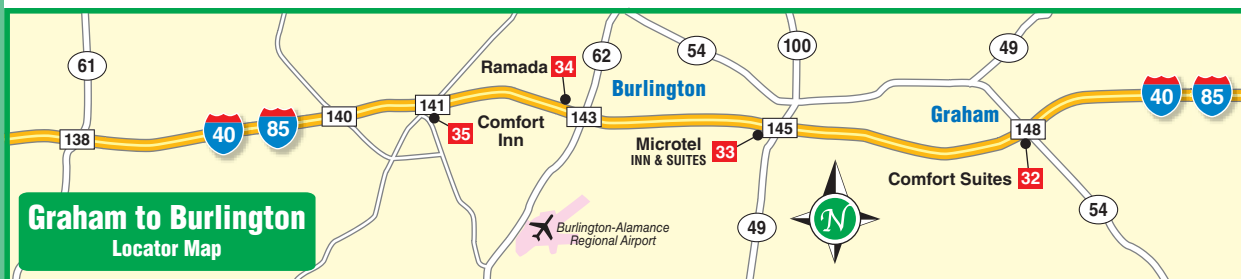 61
62
54
100
49
Ramada 34
Burlington
40
85
141
140
35
Comfort
Inn
143
138
40
85
Graham
145
148
Microtel
INN & SUITES
33
Comfort Suites 32
Graham to Burlington
Locator Map
Burlington-Alamance
Regional Airport
49
N
54